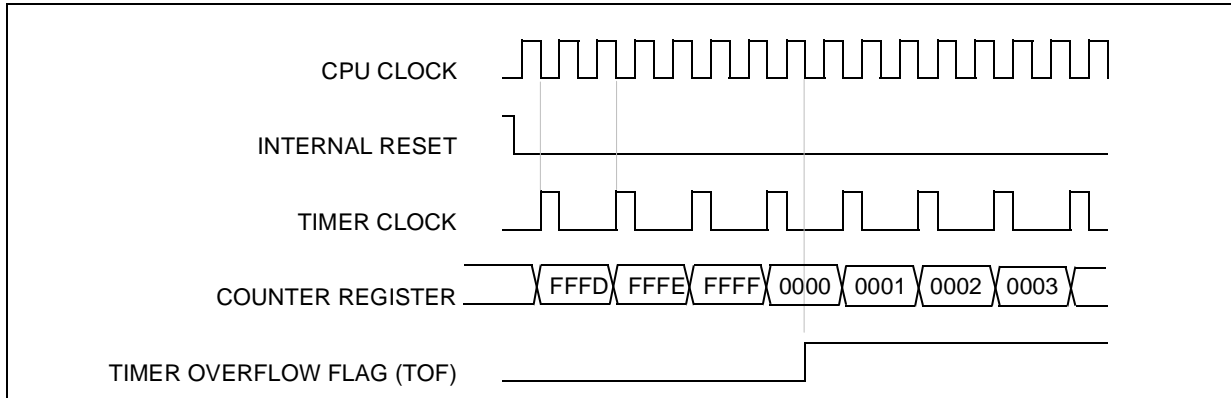 CPU CLOCK
INTERNAL RESET
TIMER CLOCK
COUNTER REGISTER FFFD FFFE FFFF 0000 0001 0002 0003
TIMER OVERFLOW FLAG (TOF)